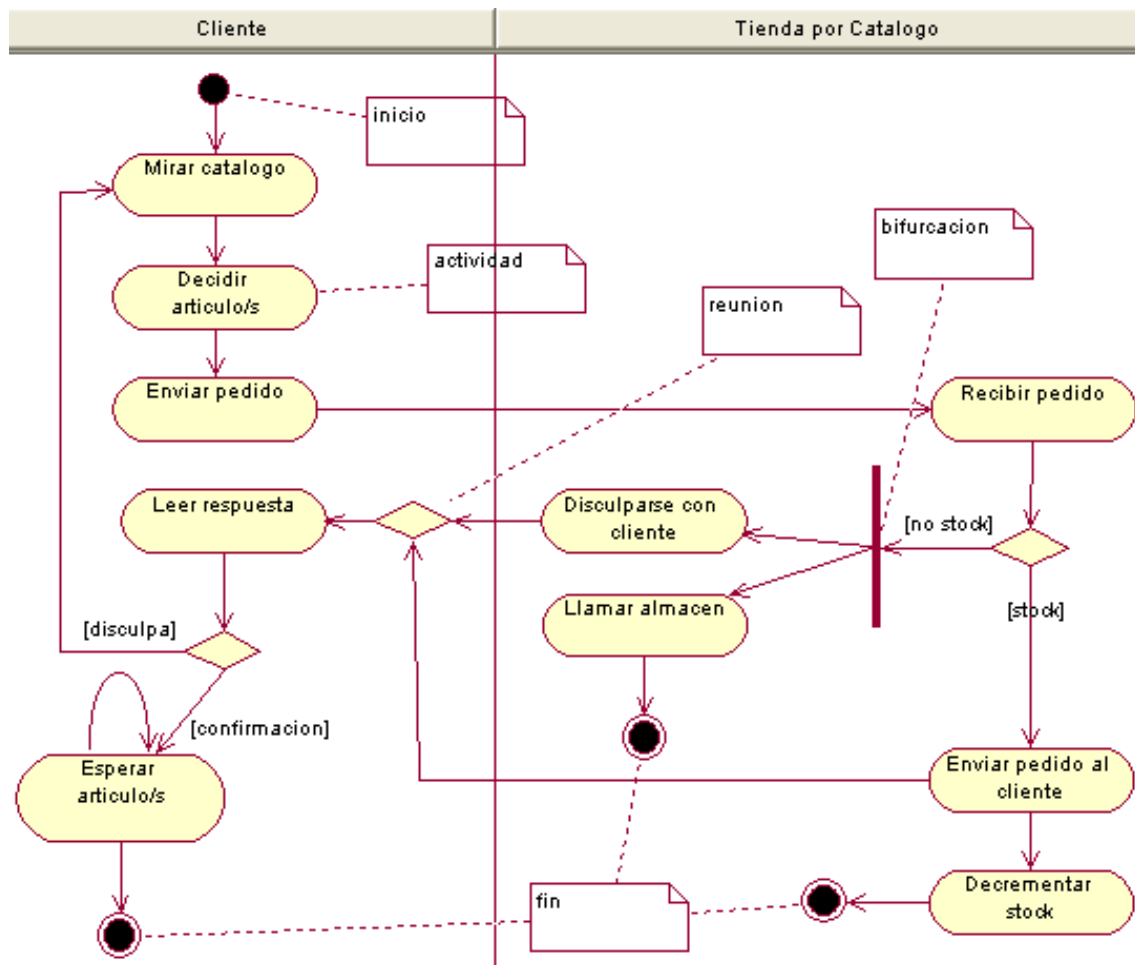 Cliente
Tienda por Catalogo
inicio
Mirar catalogo
bifurcacion
actividad
Decidir
articulo/s
reunion
Enviar pedido
Recibir pedido
Leer respuesta
Disculparse con
cliente
[no stock]
Llamar almacen
[stock]
[disculpa]
[confirmacion]
Esperar
articulo/s
Enviar pedido al
cliente
fin
Decrementar
stock